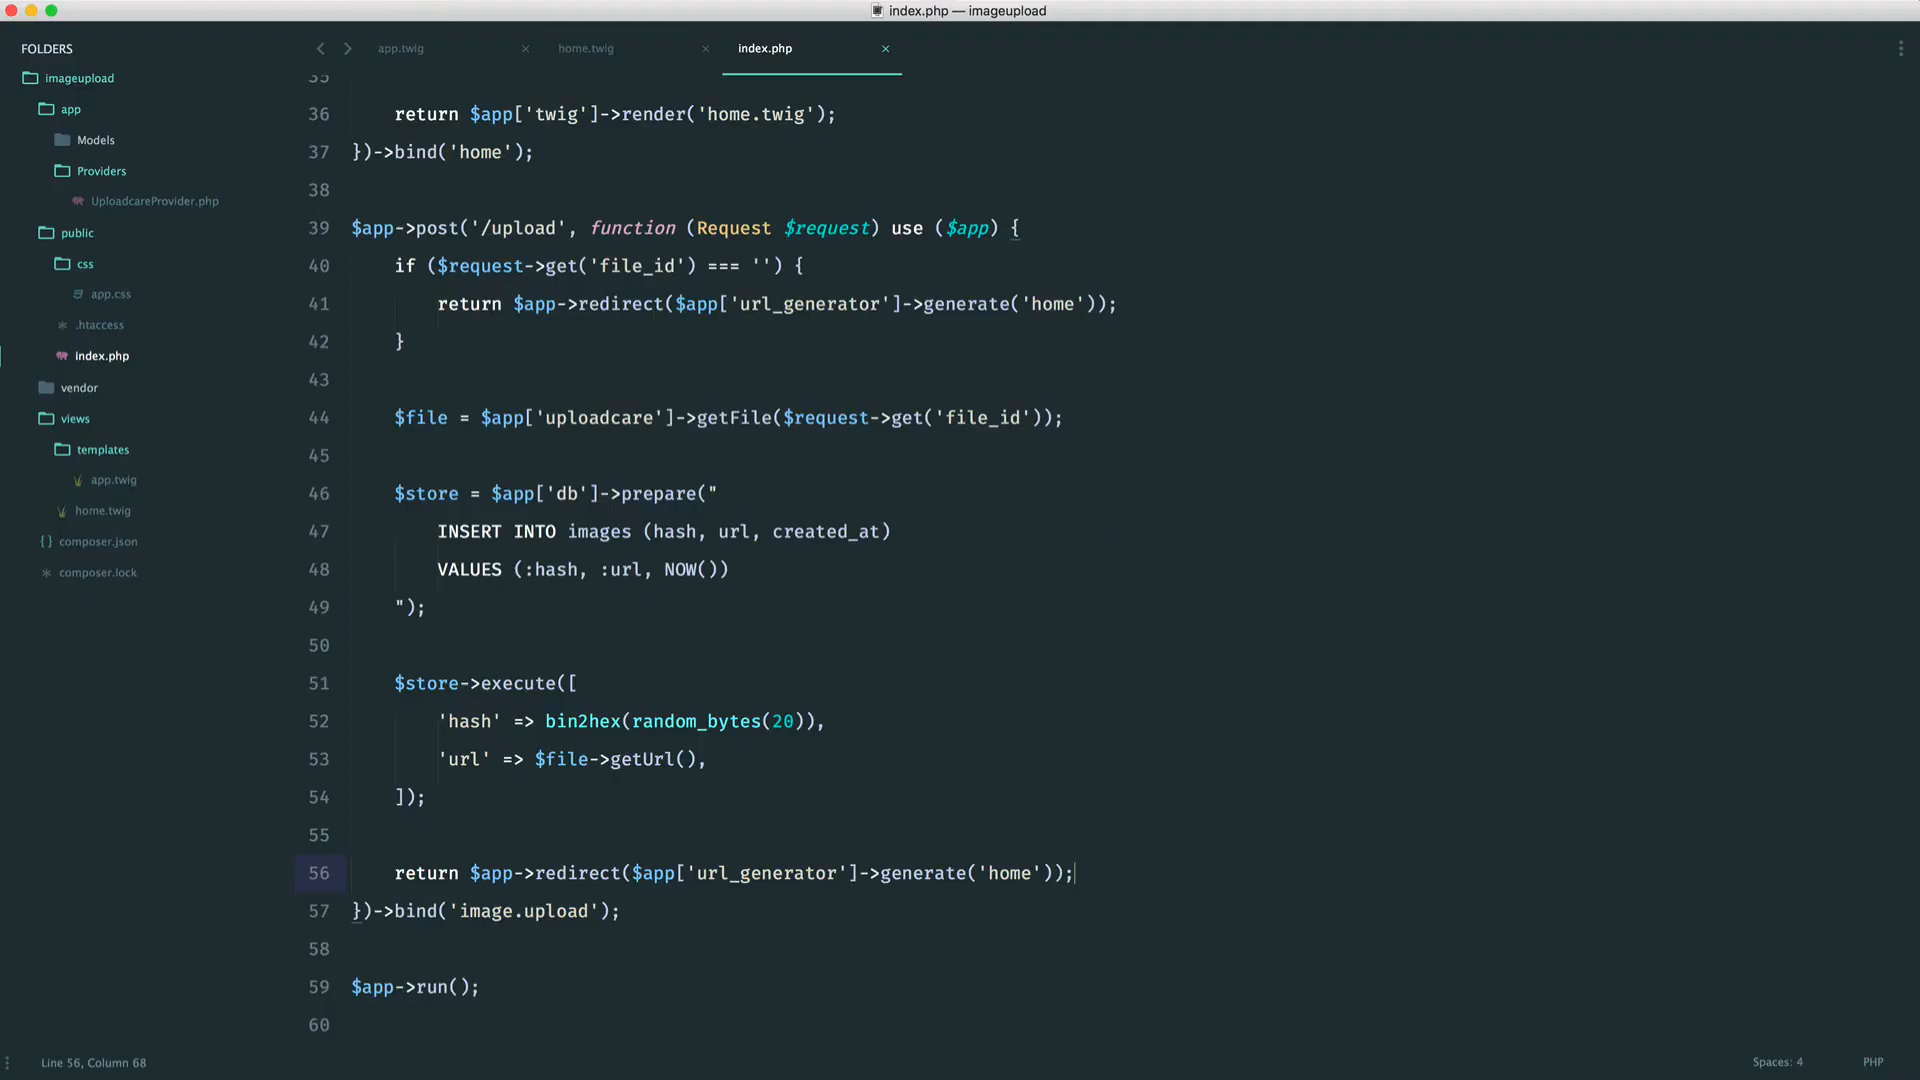 index.php — imageupload
FOLDERS
imageupload
app
Models
Providers
UploadcareProvider.php
public
css
app.css
.htaccess
index.php
vendor
views
templates
app.twig
home.twig
composer.json
composer.lock
app.twig
home.twig
index.php
35
36 return $app['twig']->render('home.twig');
37 })->bind('home');
38
39 $app->post('/upload', function (Request $request) use ($app) {
40 if ($request->get('file_id') === '') {
41 return $app->redirect($app['url_generator']->generate('home'));
42 }
43
44 $file = $app['uploadcare']->getFile($request->get('file_id'));
45
46 $store = $app['db']->prepare("
47 INSERT INTO images (hash, url, created_at)
48 VALUES (:hash, :url, NOW())
49 ");
50
51 $store->execute([
52 'hash' => bin2hex(random_bytes(20)),
53 'url' => $file->getUrl(),
54 ]);
55
56 return $app->redirect($app['url_generator']->generate('home'));
57 })->bind('image.upload');
58
59 $app->run();
60
Line 56, Column 68
Spaces: 4
PHP